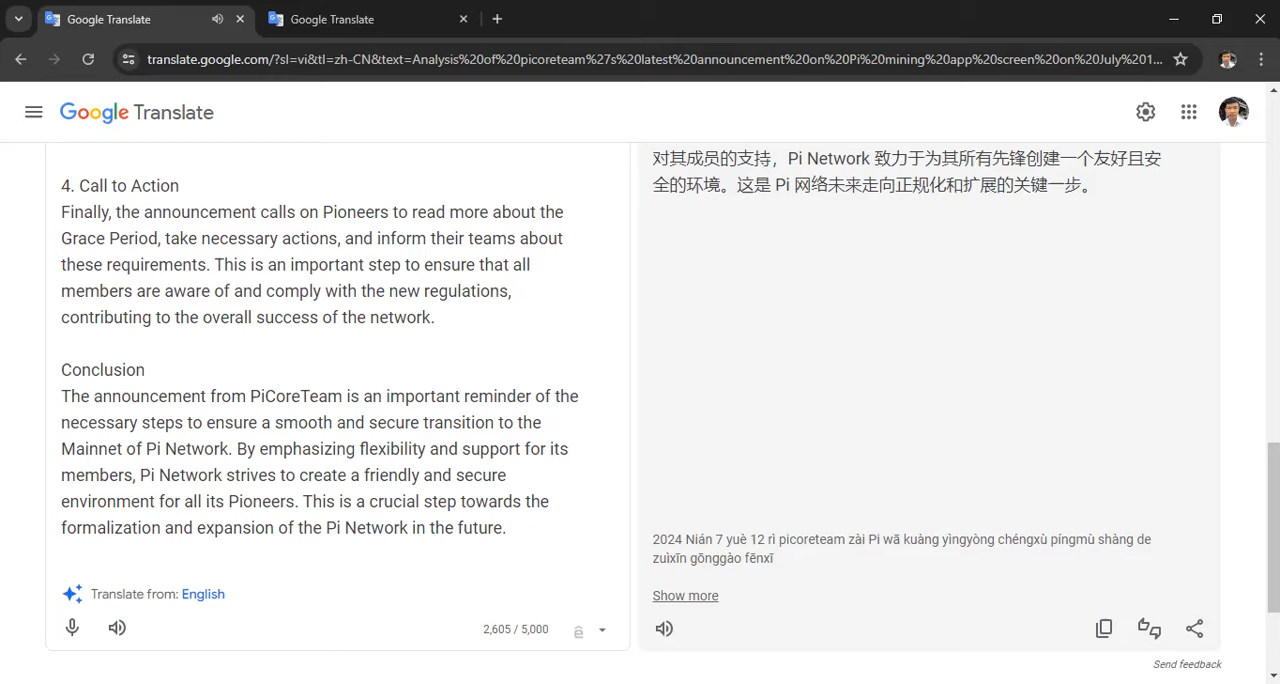 Google Translate
Google Translate
translate.google.com/?sl=vi&tl=zh-CN&text=Analysis%20of%20picoreteam%27s%20latest%20announcement%20on%20Pi%20mining%20app%20screen%20on%20July%201...
Google Translate
4. Call to Action
Finally, the announcement calls on Pioneers to read more about the
Grace Period, take necessary actions, and inform their teams about
these requirements. This is an important step to ensure that all
members are aware of and comply with the new regulations,
contributing to the overall success of the network.
Conclusion
The announcement from PiCoreTeam is an important reminder of the
necessary steps to ensure a smooth and secure transition to the
Mainnet of Pi Network. By emphasizing flexibility and support for its
members, Pi Network strives to create a friendly and secure
environment for all its Pioneers. This is a crucial step towards the
formalization and expansion of the Pi Network in the future.
Translate from: English
2,605 / 5,000
对其成员的支持，Pi Network 致力于为其所有先锋创建一个友好且安
全的环境。这是 Pi 网络未来走向正规化和扩展的关键一步。
2024 Nián 7 yuè 12 rì picoreteam zài Pi wā kuàng yìngyòng chéngxù píngmù shàng de
zuìxīn gōnggào fēnxī
Show more
Send feedback